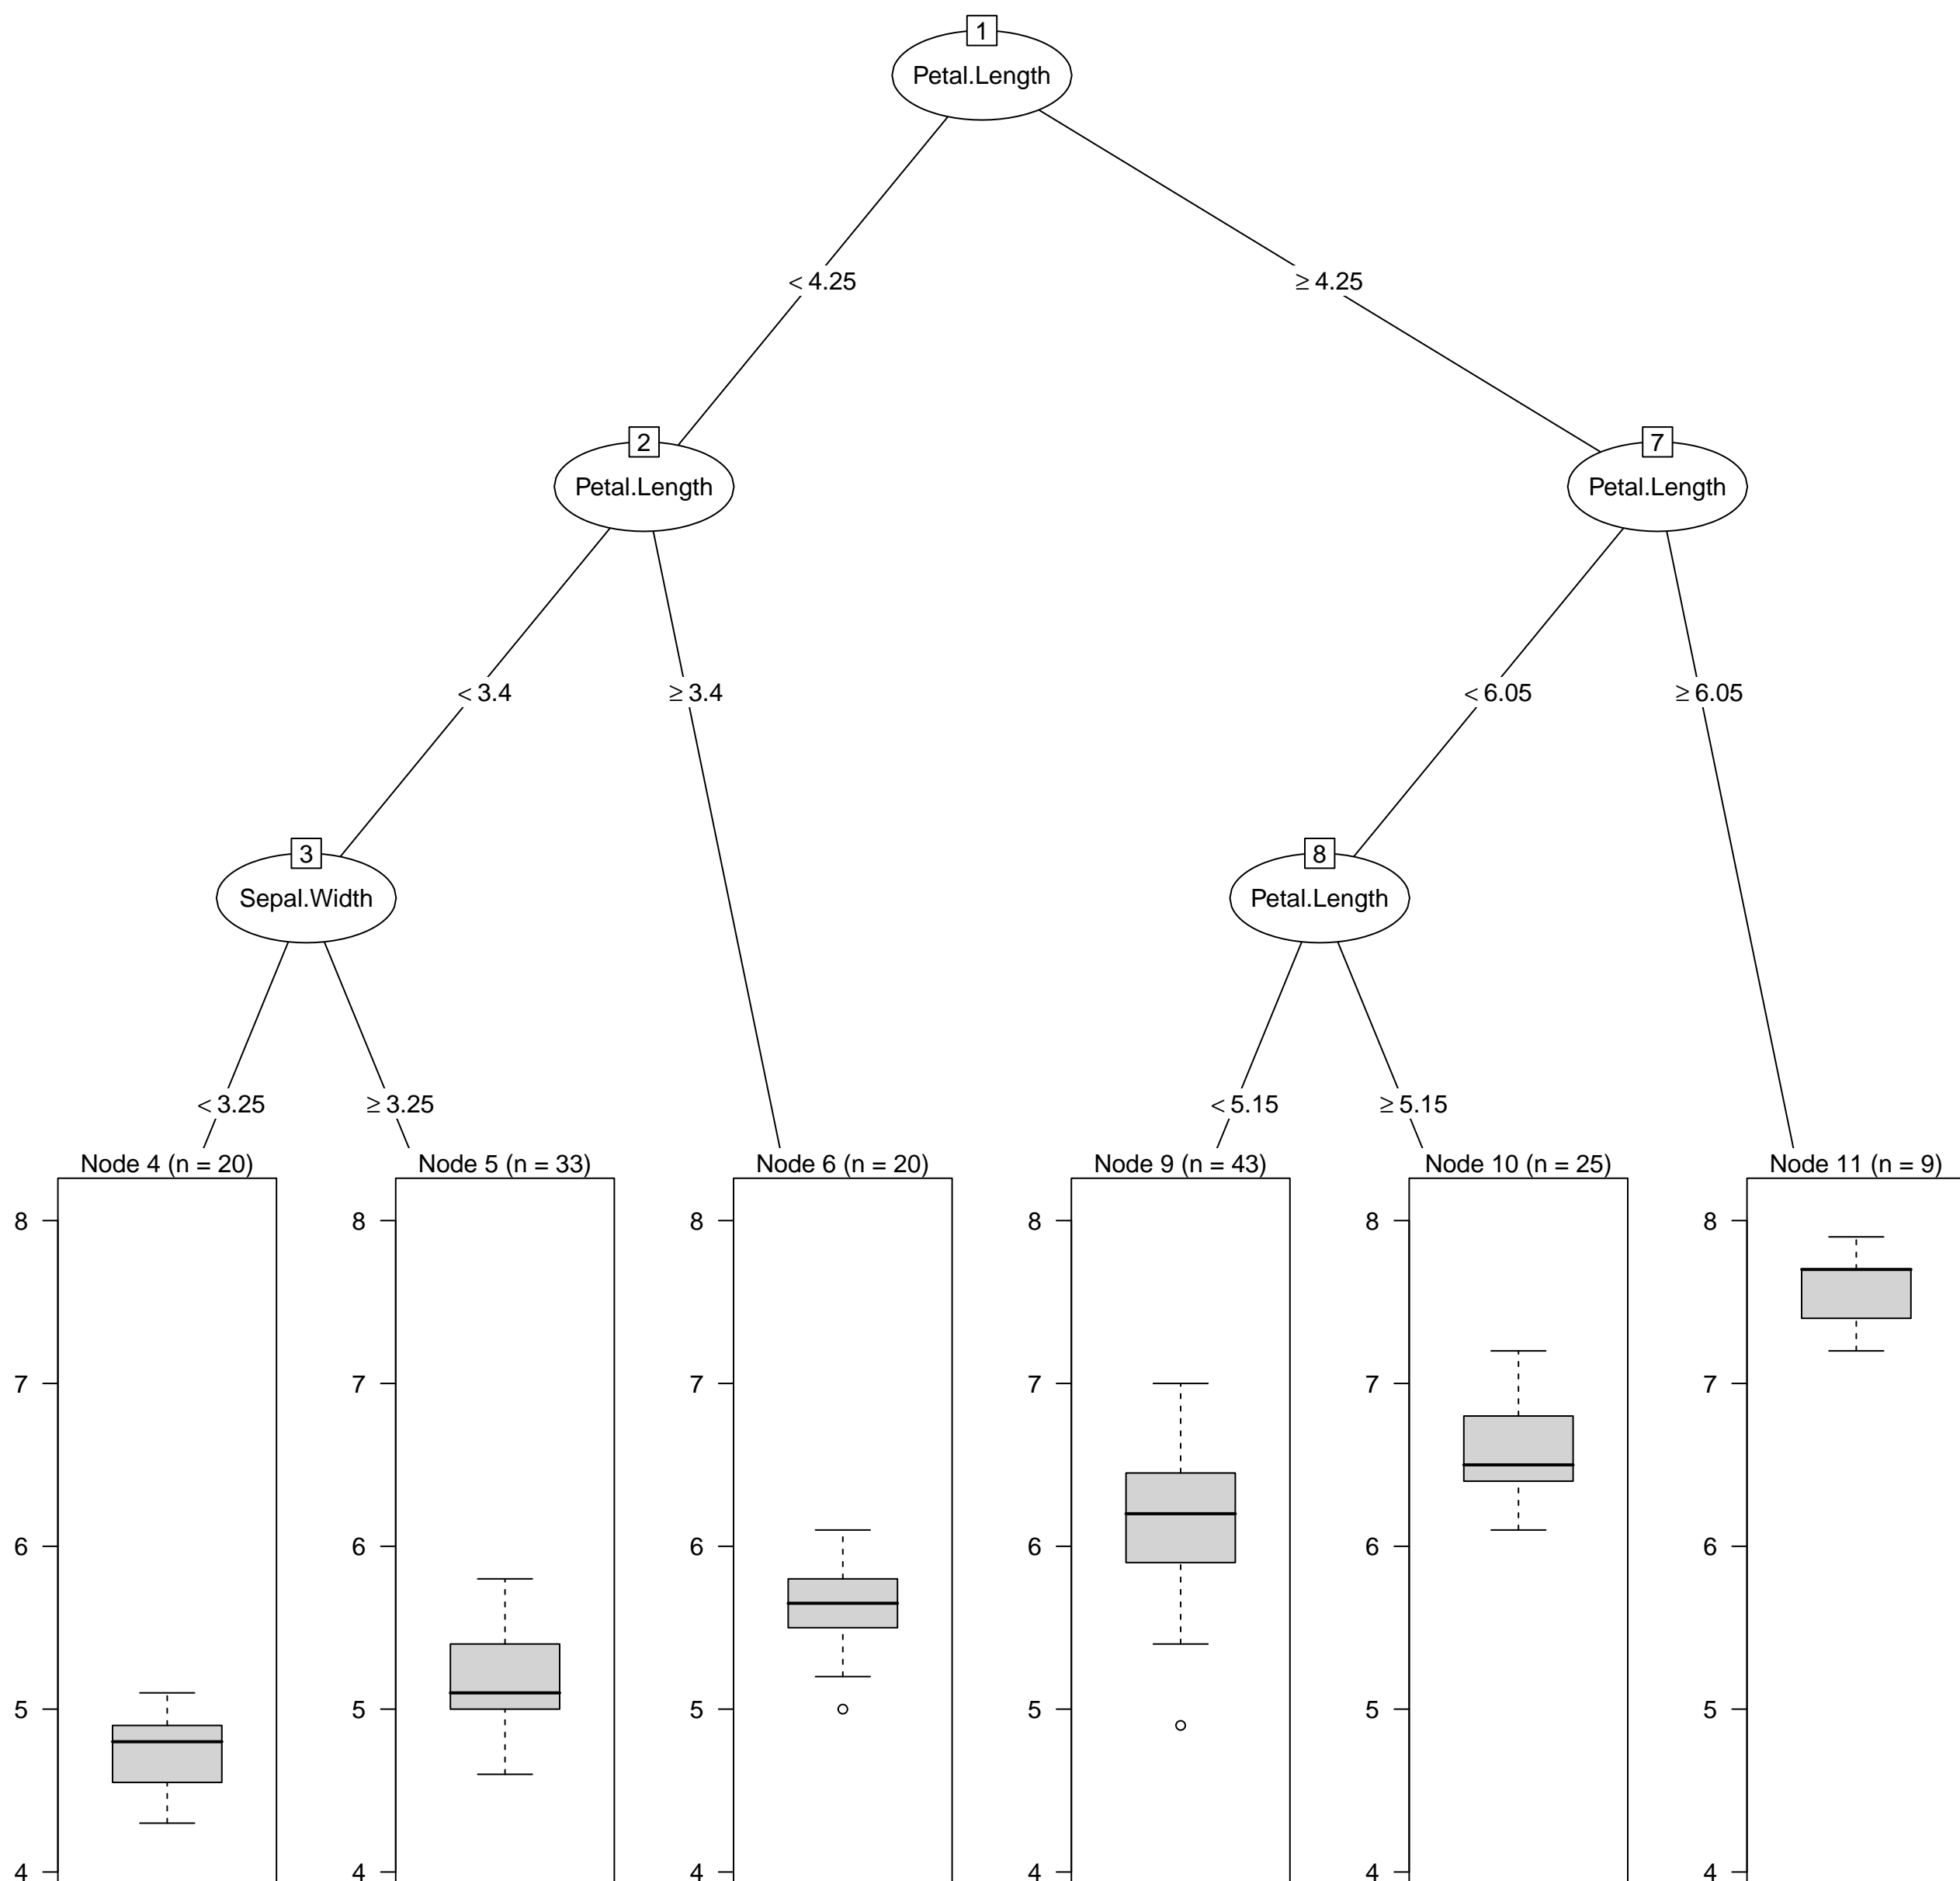 1
Petal.Length
< 4.25
≥ 4.25
2
Petal.Length
7
Petal.Length
< 3.4
≥ 3.4
< 6.05
≥ 6.05
3
Sepal.Width
8
Petal.Length
< 3.25
≥ 3.25
< 5.15
≥ 5.15
Node 4 (n = 20)
Node 5 (n = 33)
Node 6 (n = 20)
Node 9 (n = 43)
Node 10 (n = 25)
Node 11 (n = 9)
8 8 8 8 8 8
7 7 7 7 7 7
6 6 6 6 6 6
5 5 5 5 5 5
4 4 4 4 4 4